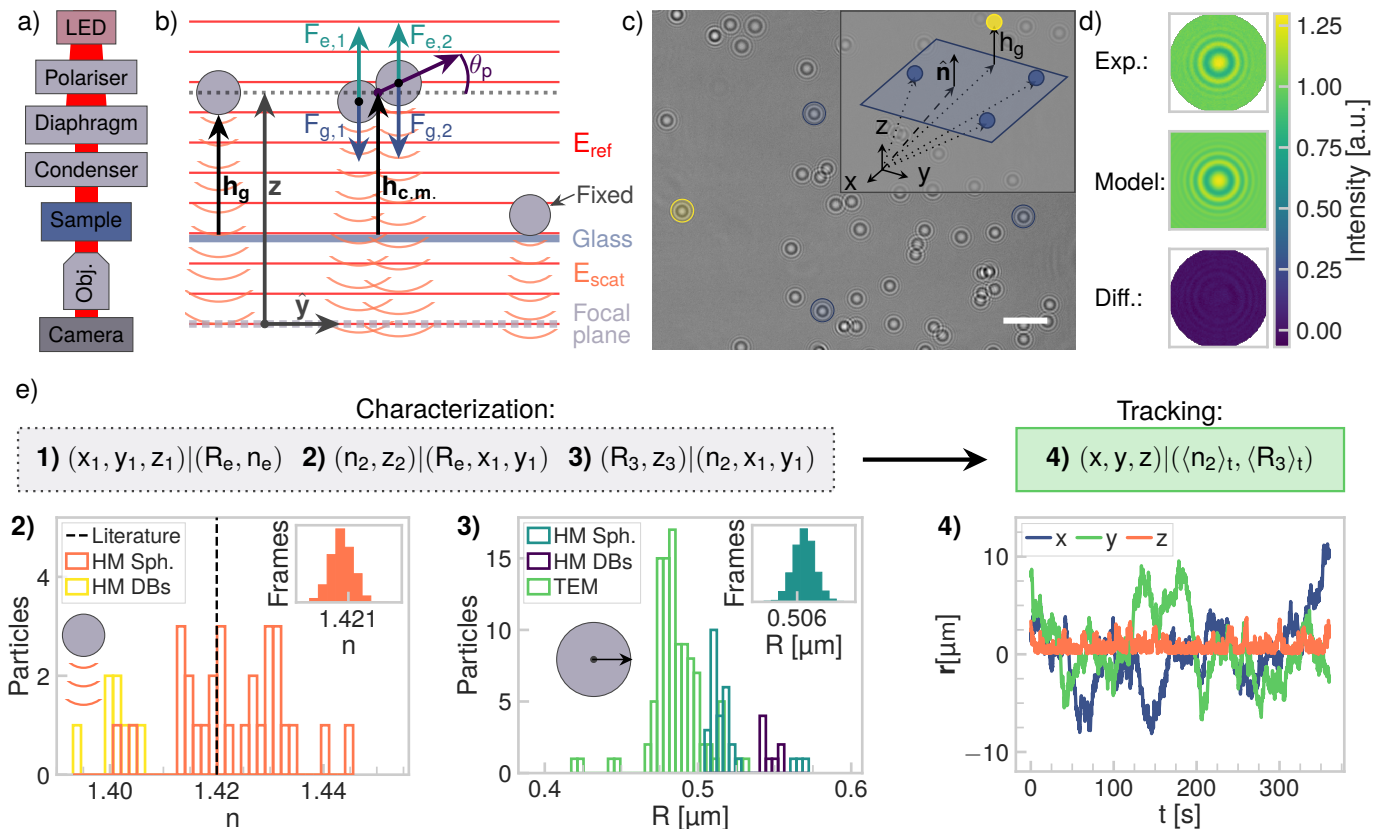 a)
LED
Polariser
Diaphragm
Condenser
Sample
Obj.
Camera
b)
F_e,1
F_e,2
θ_p
F_g,1
F_g,2
E_ref
h_g
z
h_c.m.
Fixed
Glass
E_scat
ŷ
Focal
plane
c)
h_g
n̂
z
x
y
d)
Exp.:
Model:
Diff.:
1.25
1.00
0.75
0.50
0.25
0.00
Intensity [a.u.]
e)
Characterization:
1) (x₁, y₁, z₁)|(R_e, n_e) 2) (n₂, z₂)|(R_e, x₁, y₁) 3) (R₃, z₃)|(n₂, x₁, y₁)
Tracking:
4) (x, y, z)|(⟨n₂⟩_t, ⟨R₃⟩_t)
2)
Literature
HM Sph.
HM DBs
Frames
1.421
n
Particles
4
2
0
1.40
1.42
1.44
n
3)
HM Sph.
HM DBs
TEM
Frames
0.506
R [μm]
Particles
15
10
5
0
0.4
0.5
0.6
R [μm]
4)
x y z
r[μm]
10
0
−10
0
100
200
300
t [s]